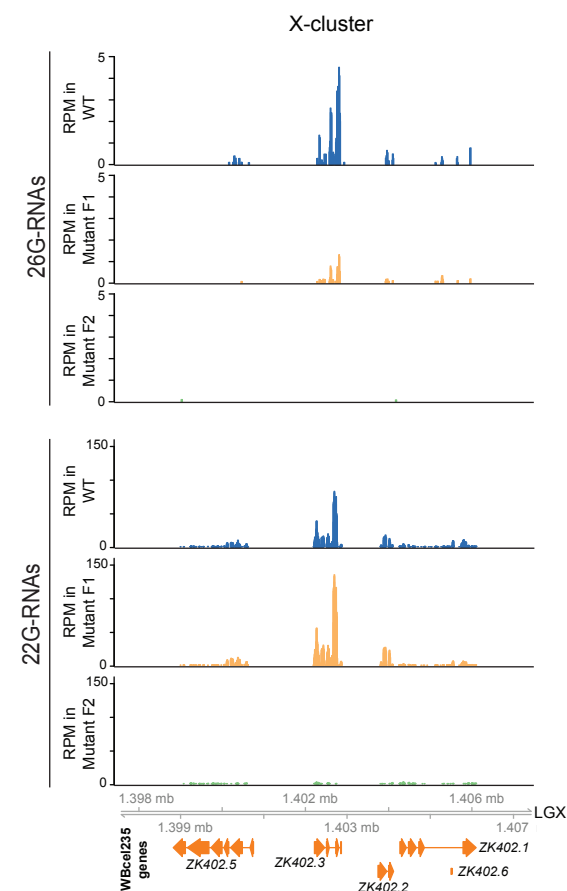 X-cluster
26G-RNAs
RPM in
WT
5
0
RPM in
Mutant F1
5
0
RPM in
Mutant F2
5
0
22G-RNAs
RPM in
WT
150
0
RPM in
Mutant F1
150
0
RPM in
Mutant F2
150
0
1.398 mb
1.402 mb
1.406 mb
LGX
1.399 mb
1.403 mb
1.407
WBcel235
genes
ZK402.5
ZK402.3
ZK402.1
ZK402.6
ZK402.2